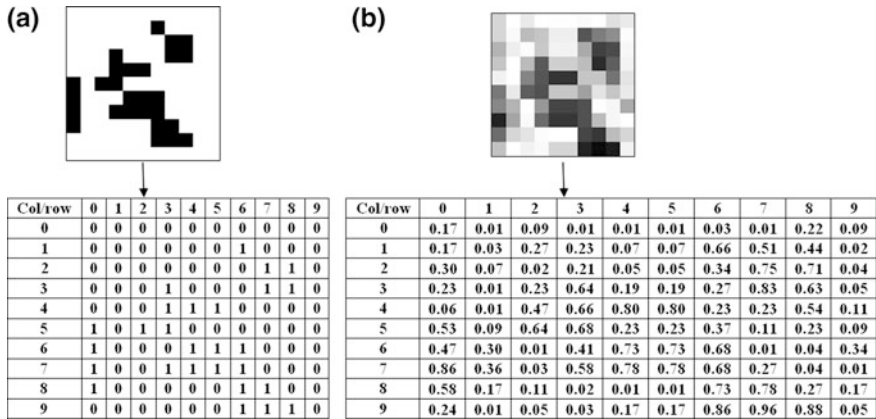 (a)
(b)
Col/row 0 1 2 3 4 5 6 7 8 9
0 0 0 0 0 0 0 0 0 0 0
1 0 0 0 0 0 0 1 0 0 0
2 0 0 0 0 0 0 0 1 1 0
3 0 0 0 1 0 0 0 1 1 0
4 0 0 0 1 1 1 0 0 0 0
5 1 0 1 1 0 0 0 0 0 0
6 1 0 0 0 1 1 1 0 0 0
7 1 0 0 1 1 1 1 0 0 0
8 1 0 0 0 0 0 1 1 0 0
9 0 0 0 0 0 0 1 1 1 0
Col/row 0 1 2 3 4 5 6 7 8 9
0 0.17 0.01 0.09 0.01 0.01 0.01 0.03 0.01 0.22 0.09
1 0.17 0.03 0.27 0.23 0.07 0.07 0.66 0.51 0.44 0.02
2 0.30 0.07 0.02 0.21 0.05 0.05 0.34 0.75 0.71 0.04
3 0.23 0.01 0.23 0.64 0.19 0.19 0.27 0.83 0.63 0.05
4 0.06 0.01 0.47 0.66 0.80 0.80 0.23 0.23 0.54 0.11
5 0.53 0.09 0.64 0.68 0.23 0.23 0.37 0.11 0.23 0.09
6 0.47 0.30 0.01 0.41 0.73 0.73 0.68 0.01 0.04 0.34
7 0.86 0.36 0.03 0.58 0.78 0.78 0.68 0.27 0.04 0.01
8 0.58 0.17 0.11 0.02 0.01 0.01 0.73 0.78 0.27 0.17
9 0.24 0.01 0.05 0.03 0.17 0.17 0.86 0.96 0.88 0.05